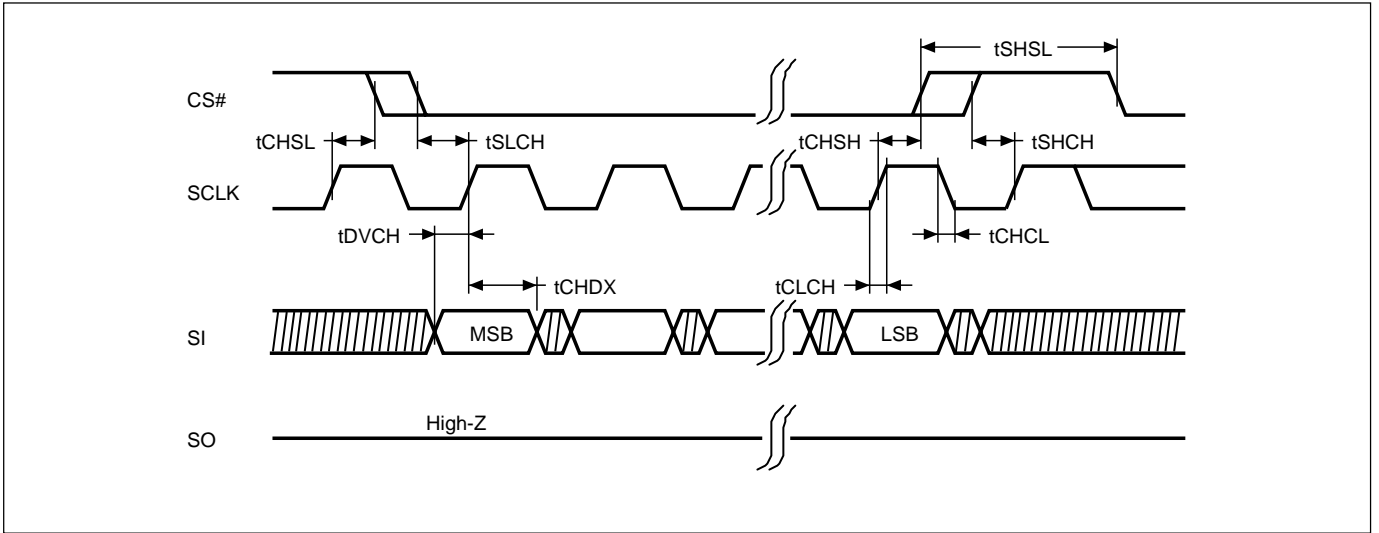 tSHSL
CS#
tCHSL
tSLCH
tCHSH
tSHCH
SCLK
tDVCH
tCHCL
tCHDX
tCLCH
SI
MSB
LSB
High-Z
SO